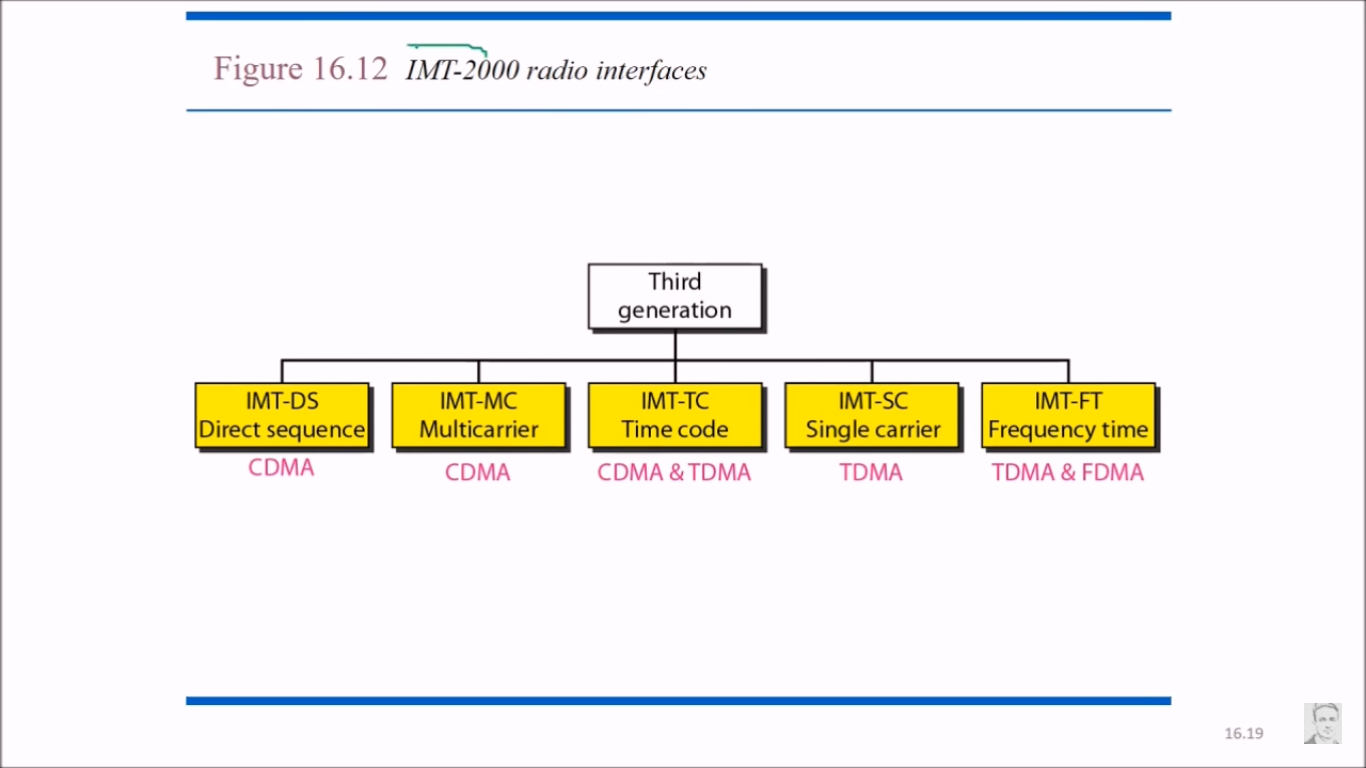 Figure 16.12 IMT-2000 radio interfaces
Third
generation
IMT-DS
Direct sequence
CDMA
IMT-MC
Multicarrier
CDMA
IMT-TC
Time code
CDMA & TDMA
IMT-SC
Single carrier
TDMA
IMT-FT
Frequency time
TDMA & FDMA
16.19